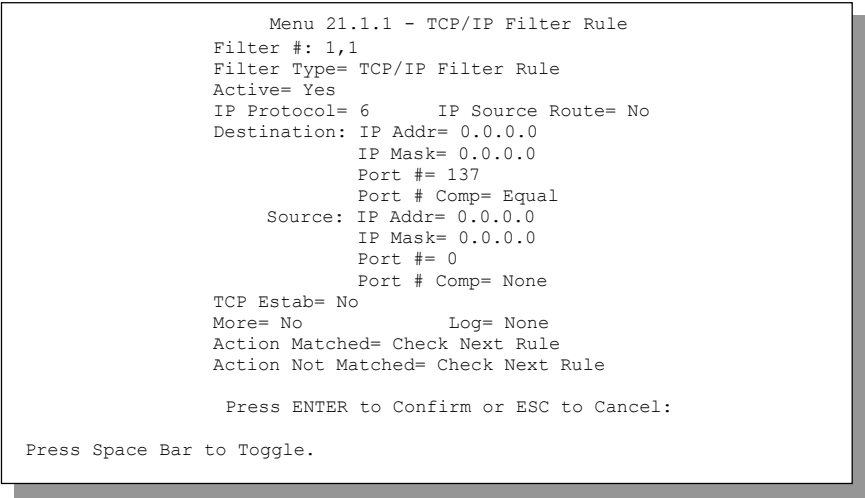 Menu 21.1.1 - TCP/IP Filter Rule
Filter #: 1,1
Filter Type= TCP/IP Filter Rule
Active= Yes
IP Protocol= 6     IP Source Route= No
Destination: IP Addr= 0.0.0.0
IP Mask= 0.0.0.0
Port #= 137
Port # Comp= Equal
Source: IP Addr= 0.0.0.0
IP Mask= 0.0.0.0
Port #= 0
Port # Comp= None
TCP Estab= No
More= No          Log= None
Action Matched= Check Next Rule
Action Not Matched= Check Next Rule
Press ENTER to Confirm or ESC to Cancel:
Press Space Bar to Toggle.